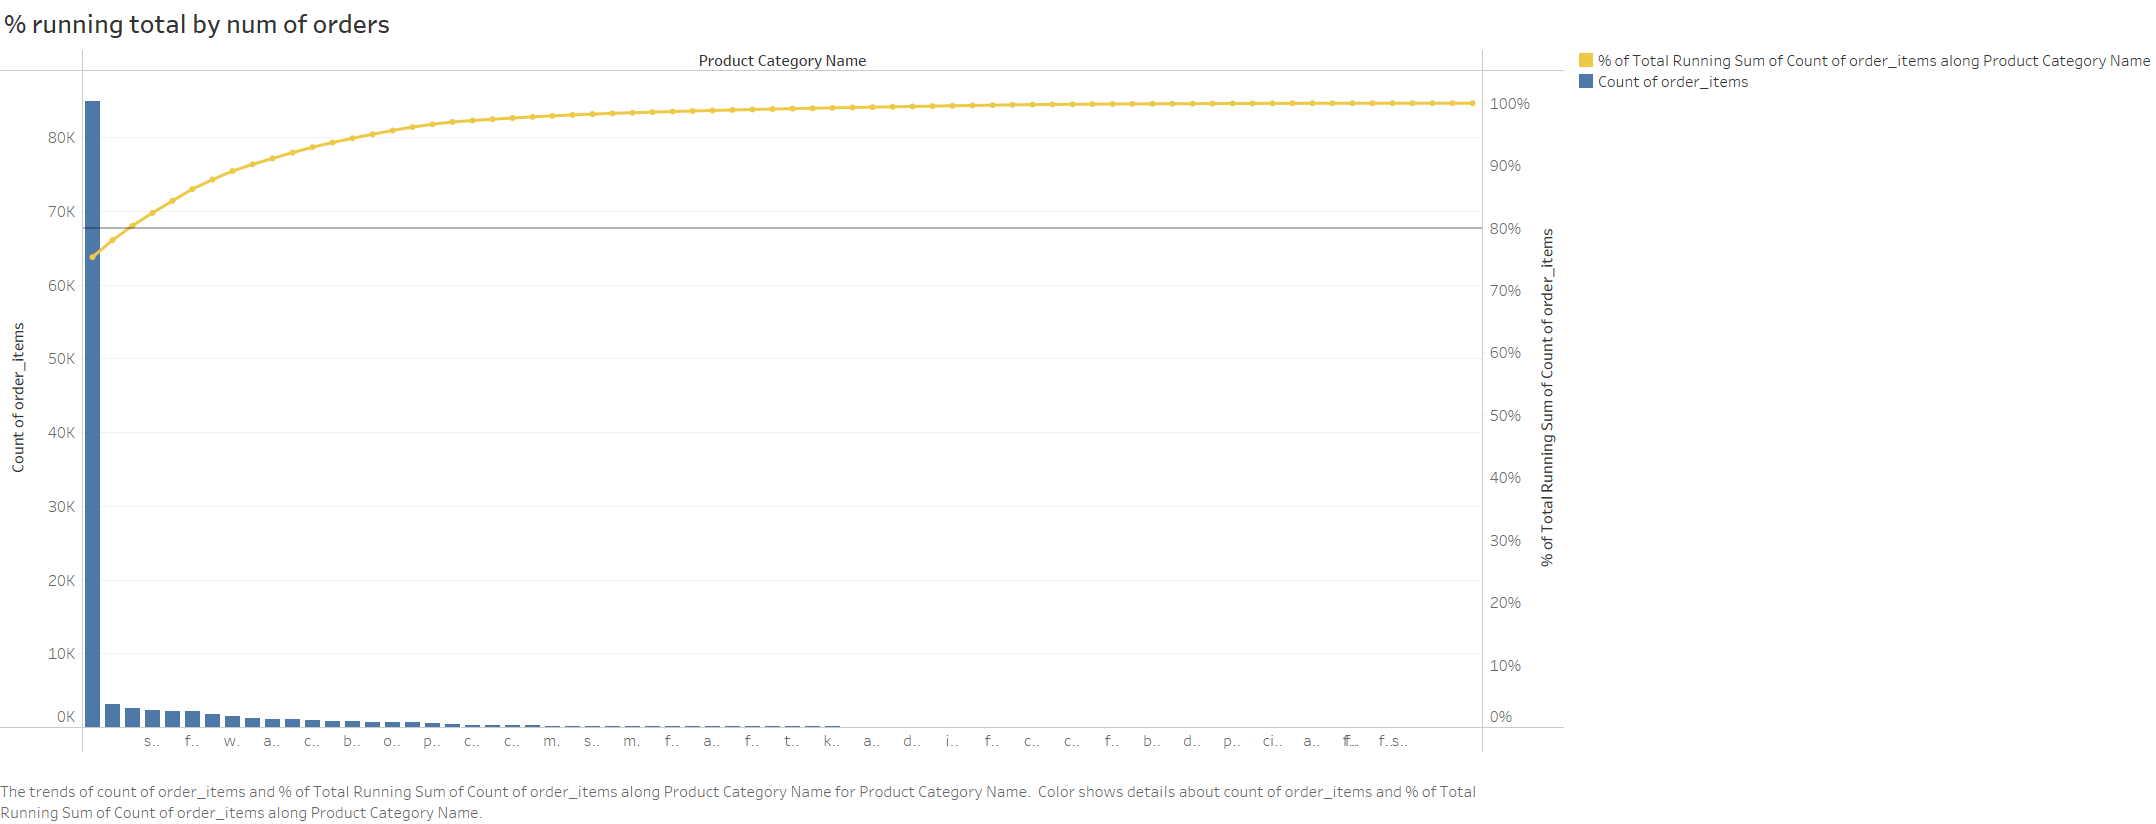 % running total by num of orders
Product Category Name
% of Total Running Sum of Count of order_items along Product Category Name
Count of order_items
100%
90%
80%
70%
60%
50%
40%
30%
20%
10%
0%
80K
70K
60K
50K
40K
30K
20K
10K
0K
Count of order_items
% of Total Running Sum of Count of order_items
s.. f.. w. a.. c.. b.. o.. p.. c.. c.. m. s.. m. f.. a.. f.. t.. k.. a.. d.. i.. f.. c.. c.. f.. b.. d.. p.. ci.. a.. f.. f.. s..
The trends of count of order_items and % of Total Running Sum of Count of order_items along Product Category Name for Product Category Name.  Color shows details about count of order_items and % of Total
Running Sum of Count of order_items along Product Category Name.